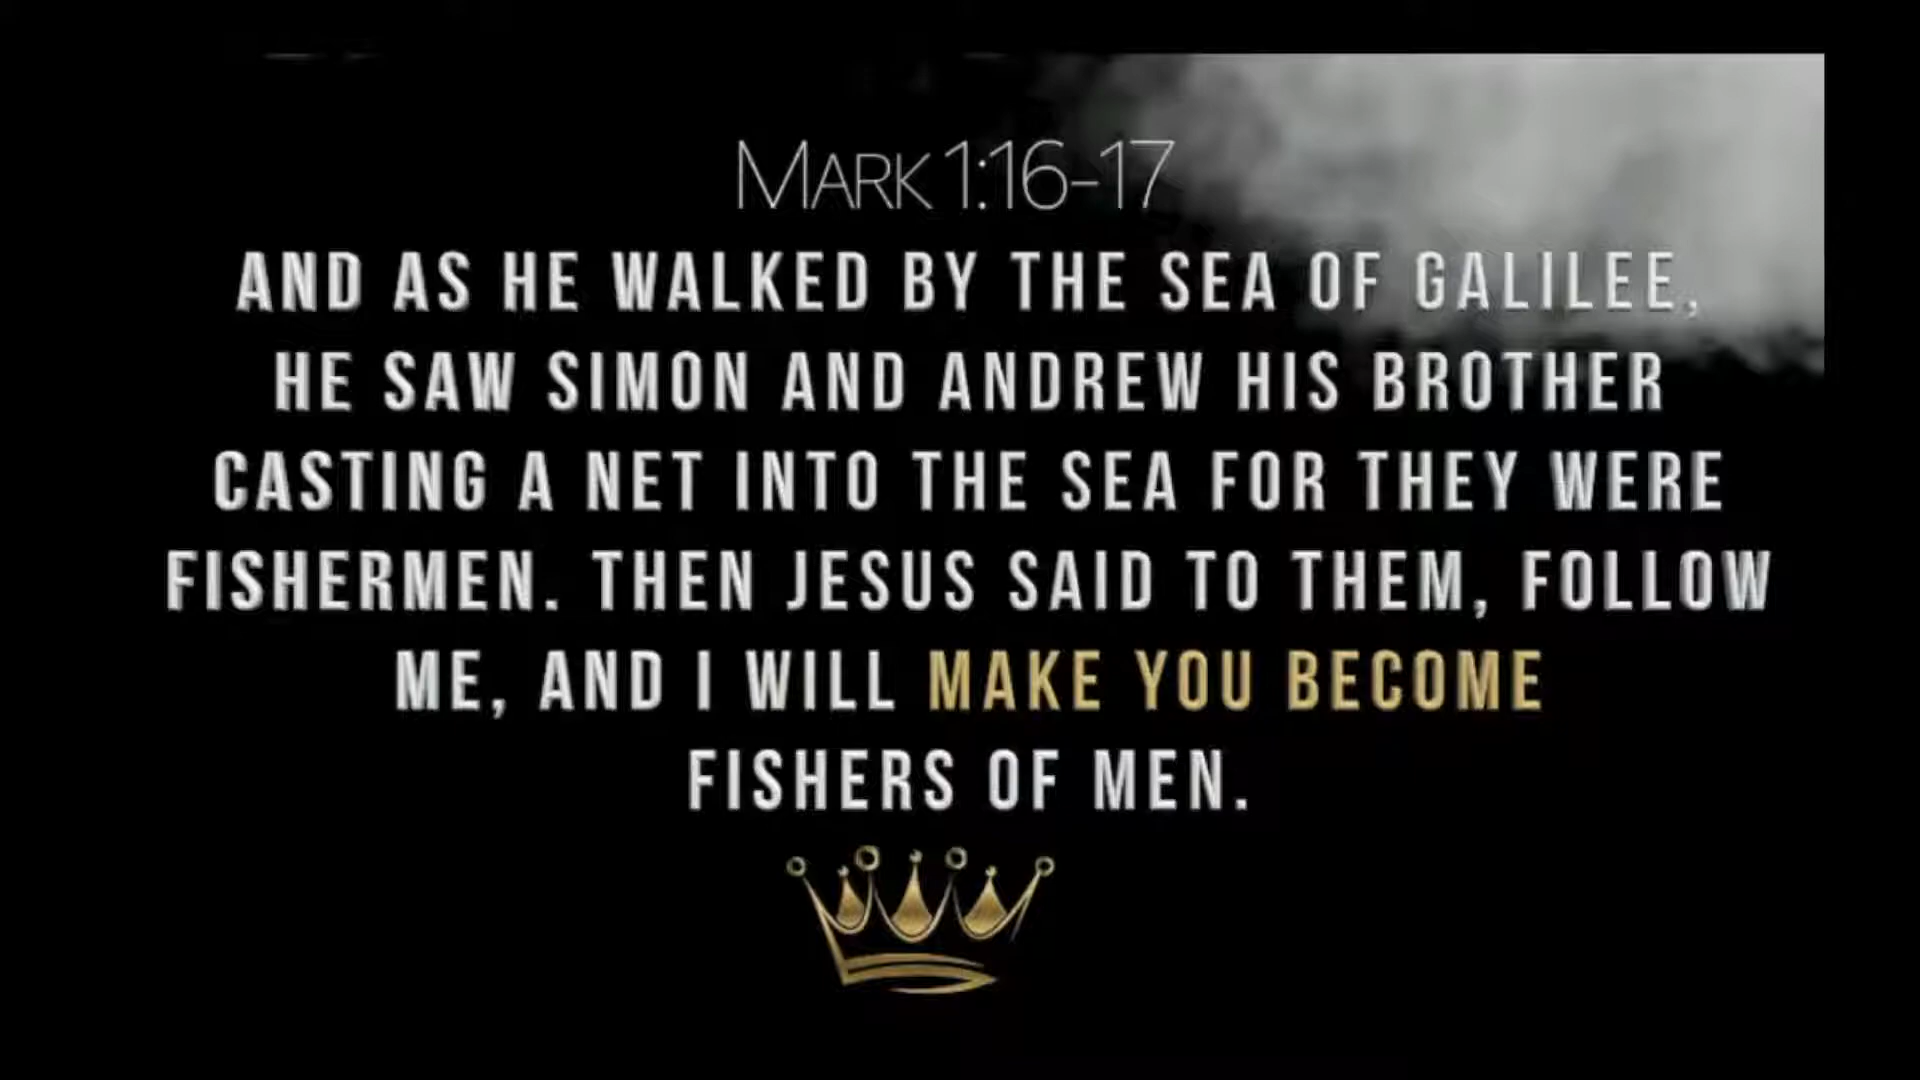 MARK 1:16-17
AND AS HE WALKED BY THE SEA OF GALILEE,
HE SAW SIMON AND ANDREW HIS BROTHER
CASTING A NET INTO THE SEA FOR THEY WERE
FISHERMEN. THEN JESUS SAID TO THEM, FOLLOW
ME, AND I WILL MAKE YOU BECOME
FISHERS OF MEN.